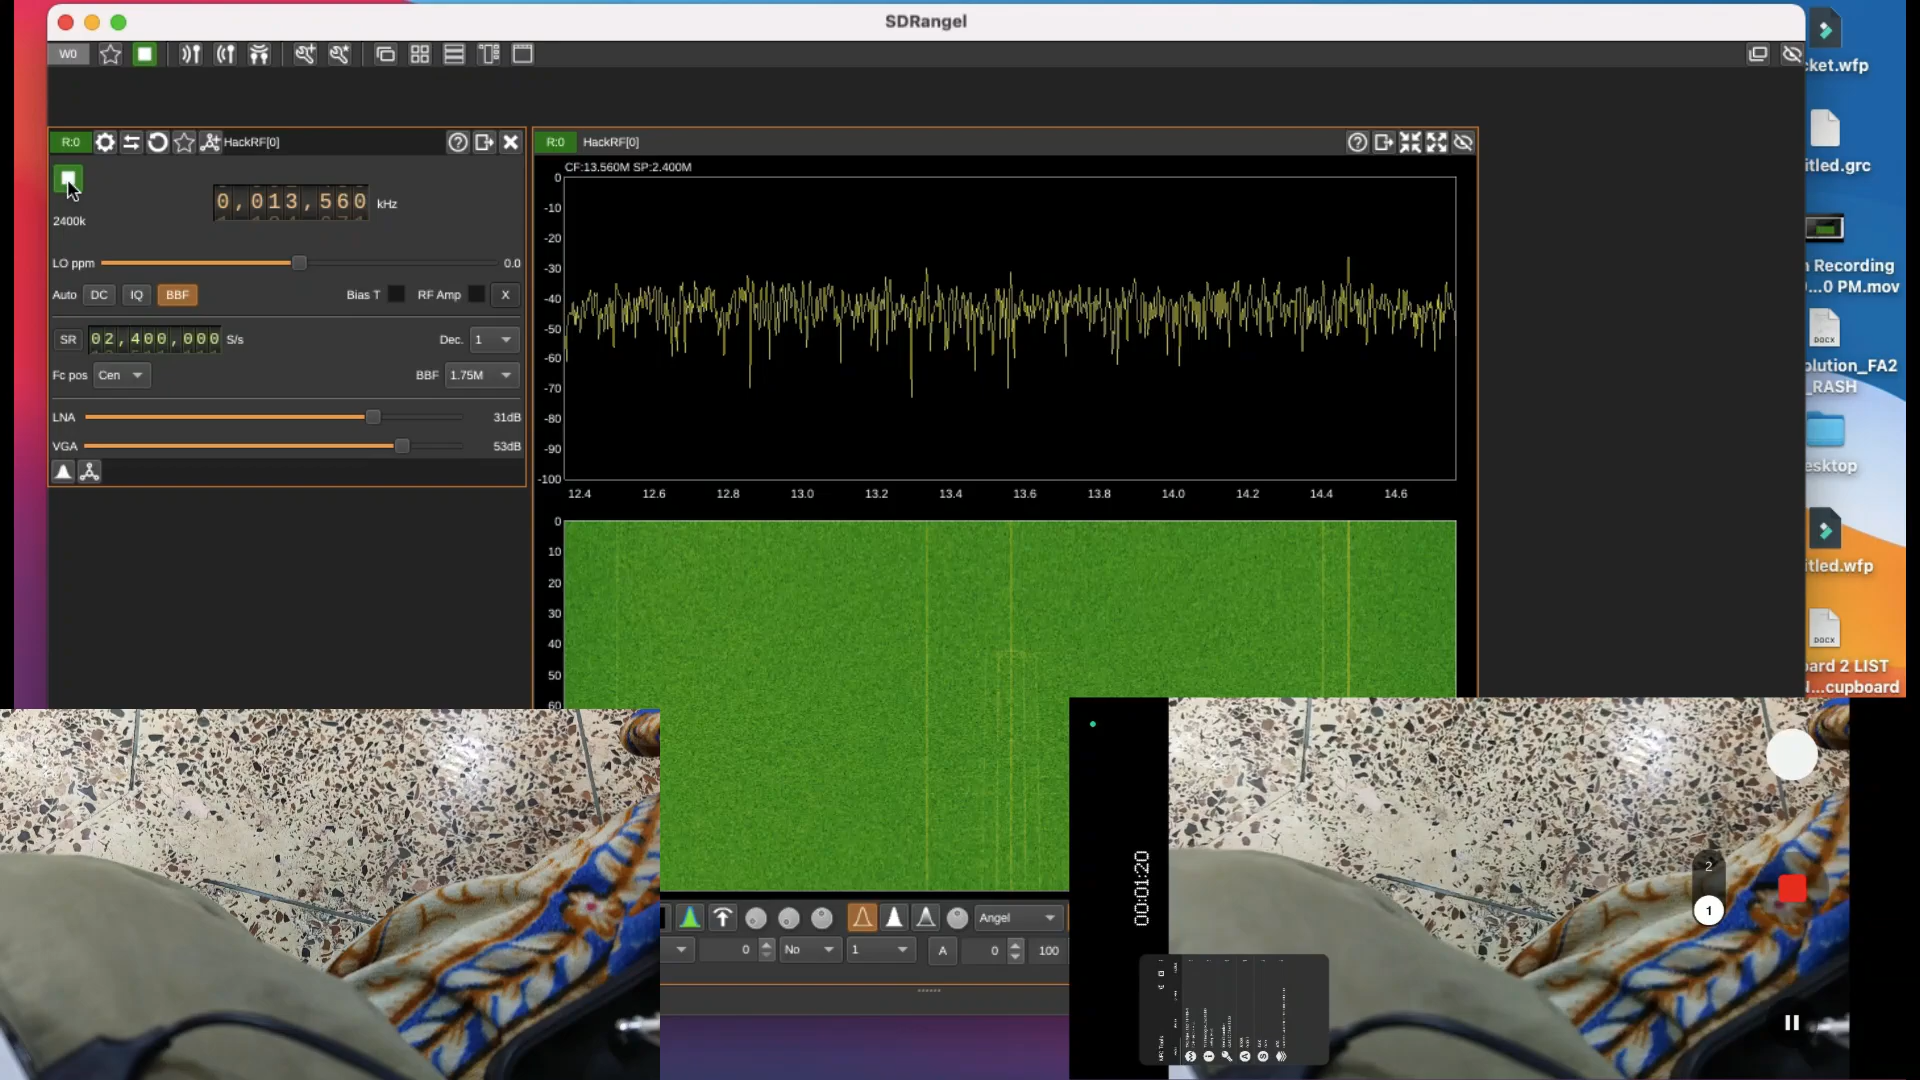 SDRangel
W0
R:0 HackRF[0]
0,013,560 kHz
2400k
LO ppm 0.0
Auto DC IQ BBF Bias T RF Amp X
SR 02,400,000 S/s Dec. 1
Fc pos Cen BBF 1.75M
LNA 31dB
VGA 53dB
R:0 HackRF[0]
CF:13.560M SP:2.400M
0
-10
-20
-30
-40
-50
-60
-70
-80
-90
-100
12.4 12.6 12.8 13.0 13.2 13.4 13.6 13.8 14.0 14.2 14.4 14.6
0
10
20
30
40
50
60
Angel
0 No 1 A 0 100
cket.wfp
itled.grc
n Recording
...0 PM.mov
DOCX
olution_FA2
_RASH
esktop
itled.wfp
DOCX
oard 2 LIST
l...cupboard
00:01:20
2
1